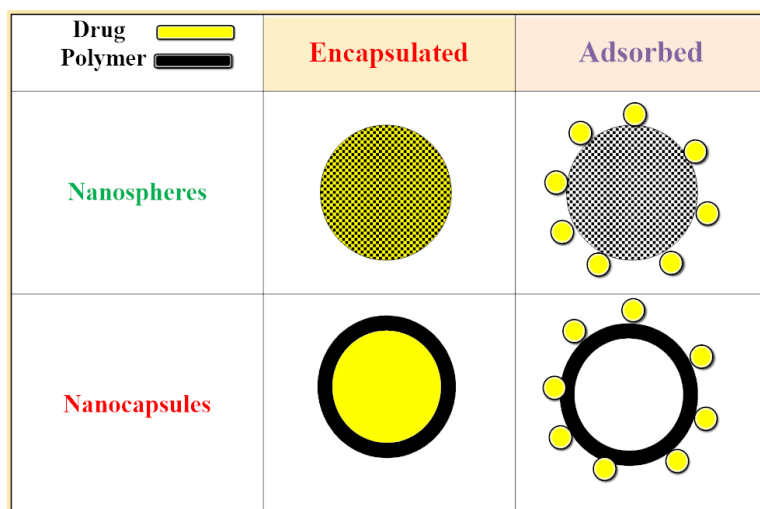 Drug
Polymer
Encapsulated
Adsorbed
Nanospheres
Nanocapsules